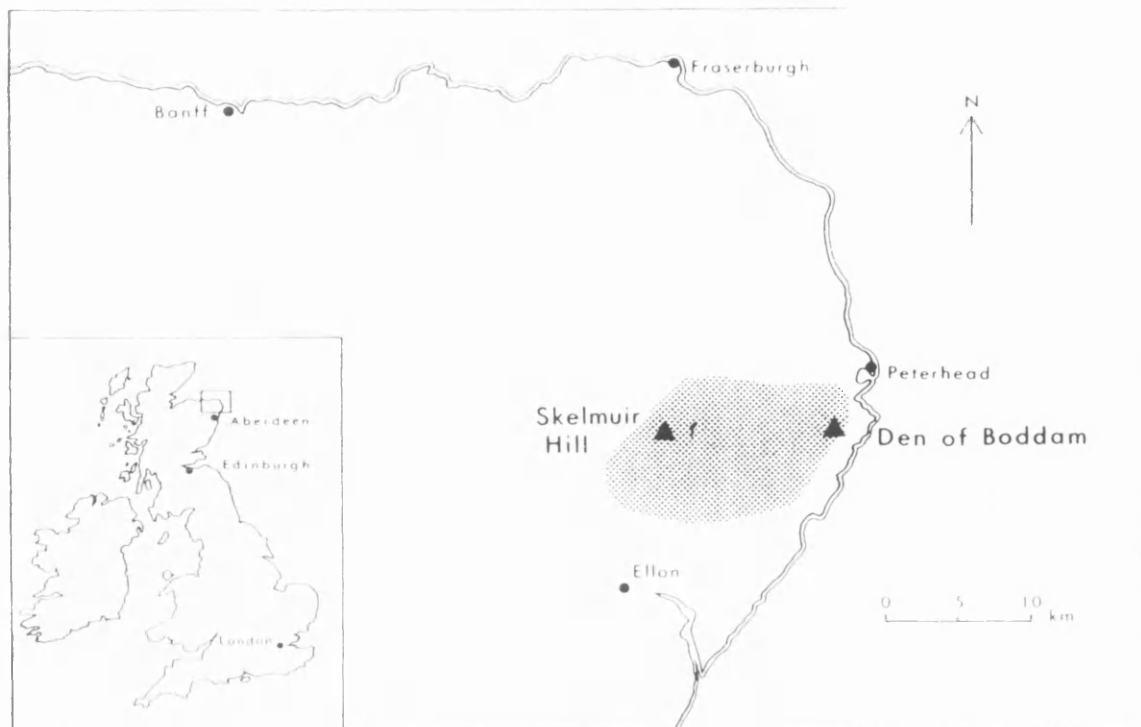 Fraserburgh
Banff
N
Peterhead
Skelmuir
Hill
Den of Boddam
Aberdeen
Edinburgh
Ellon
0 5 10
km
London